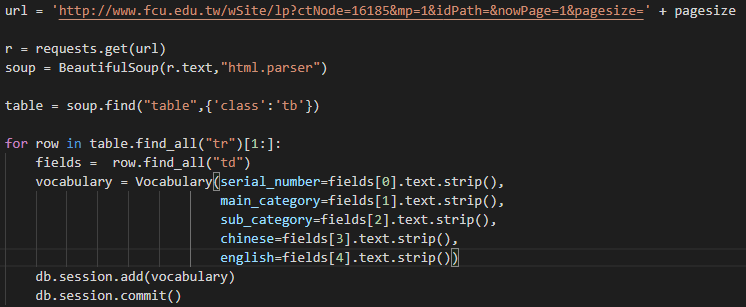 url = 'http://www.fcu.edu.tw/wSite/lp?ctNode=16185&mp=1&idPath=&nowPage=1&pagesize=' + pagesize
r = requests.get(url)
soup = BeautifulSoup(r.text,"html.parser")
table = soup.find("table",{'class':'tb'})
for row in table.find_all("tr")[1:]:
    fields =  row.find_all("td")
    vocabulary = Vocabulary(serial_number=fields[0].text.strip(),
                            main_category=fields[1].text.strip(),
                            sub_category=fields[2].text.strip(),
                            chinese=fields[3].text.strip(),
                            english=fields[4].text.strip())
    db.session.add(vocabulary)
    db.session.commit()